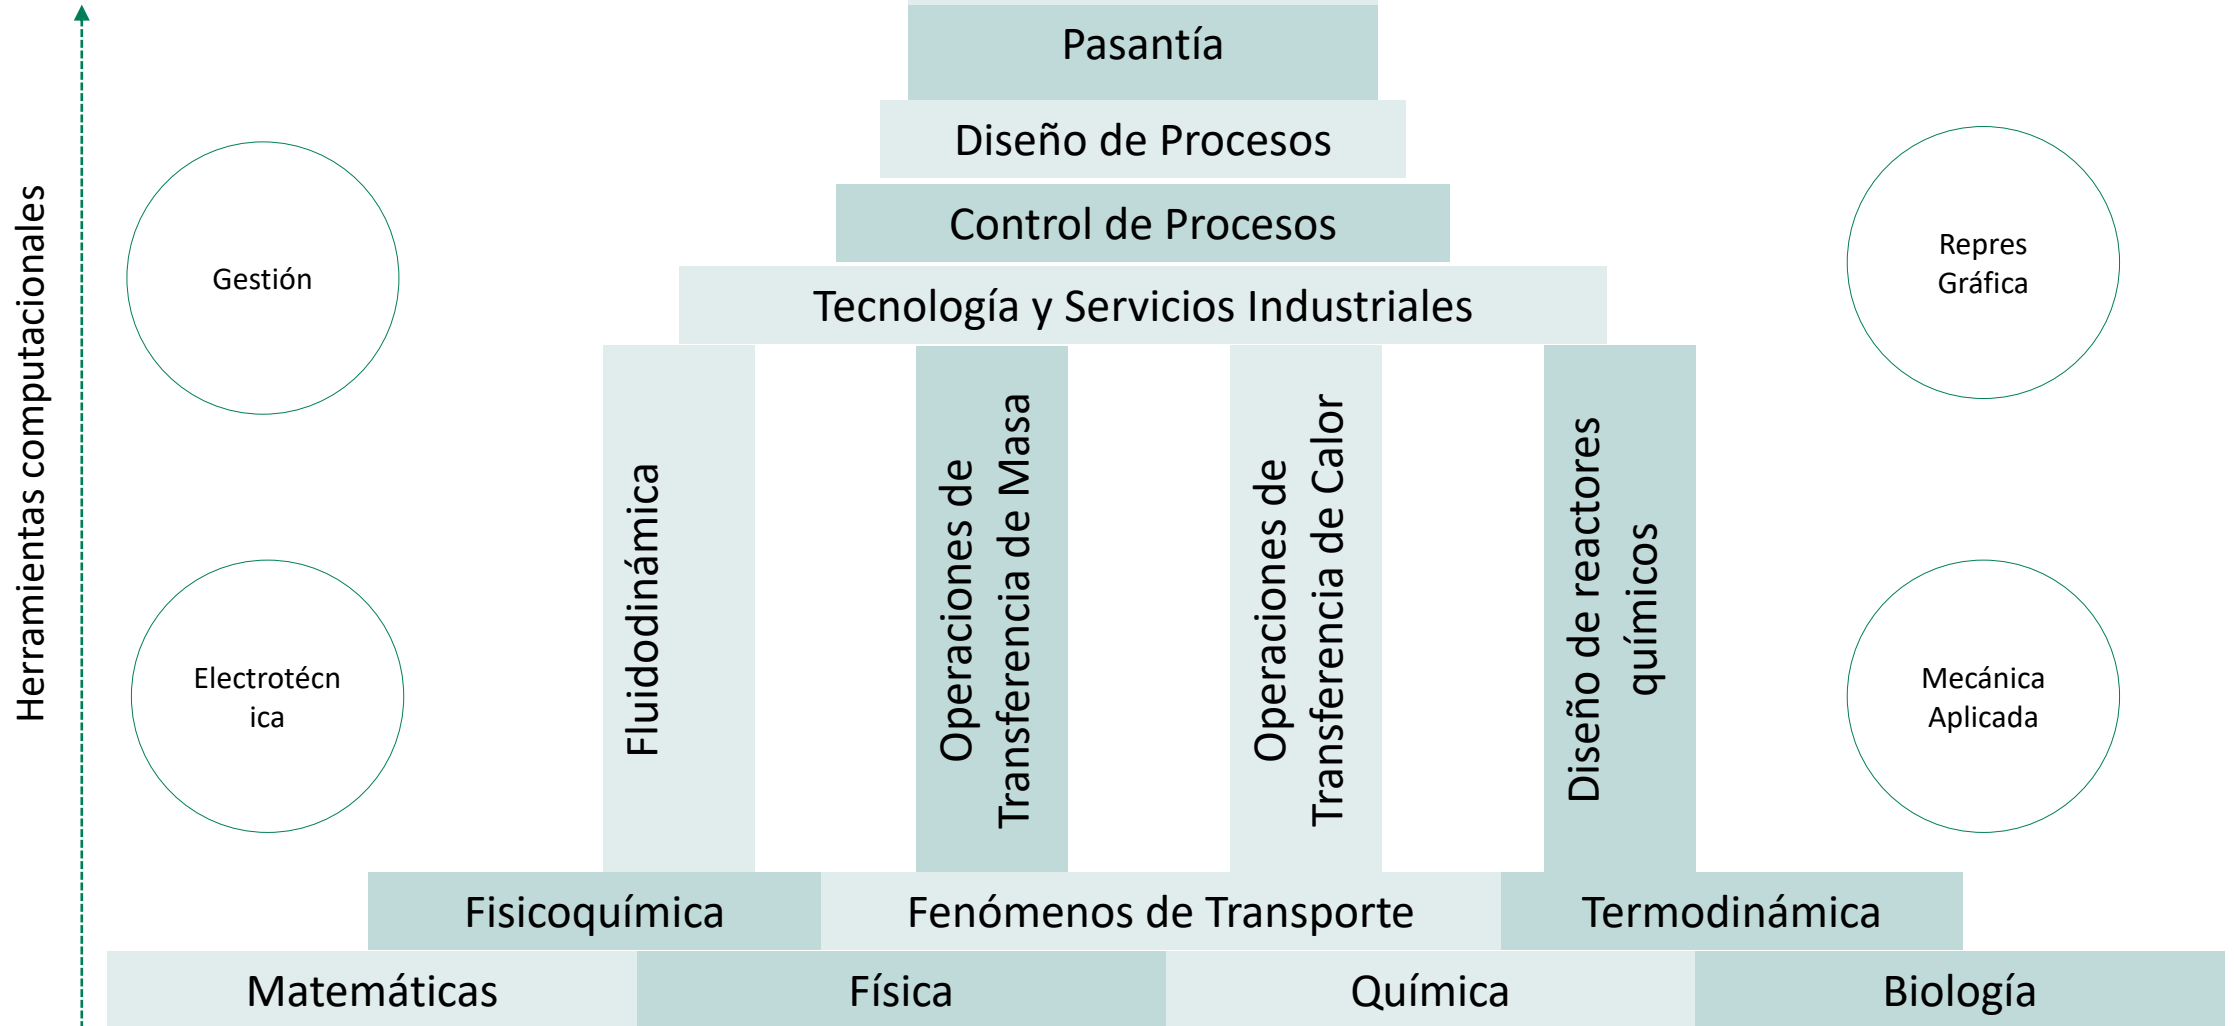 Pasantía
Diseño de Procesos
Control de Procesos
Tecnología y Servicios Industriales
Herramientas computacionales
Gestión
Repres
Gráfica
Electrotécn
ica
Mecánica
Aplicada
Fluidodinámica
Operaciones de
Transferencia de Masa
Operaciones de
Transferencia de Calor
Diseño de reactores
químicos
Fisicoquímica
Fenómenos de Transporte
Termodinámica
Matemáticas
Física
Química
Biología